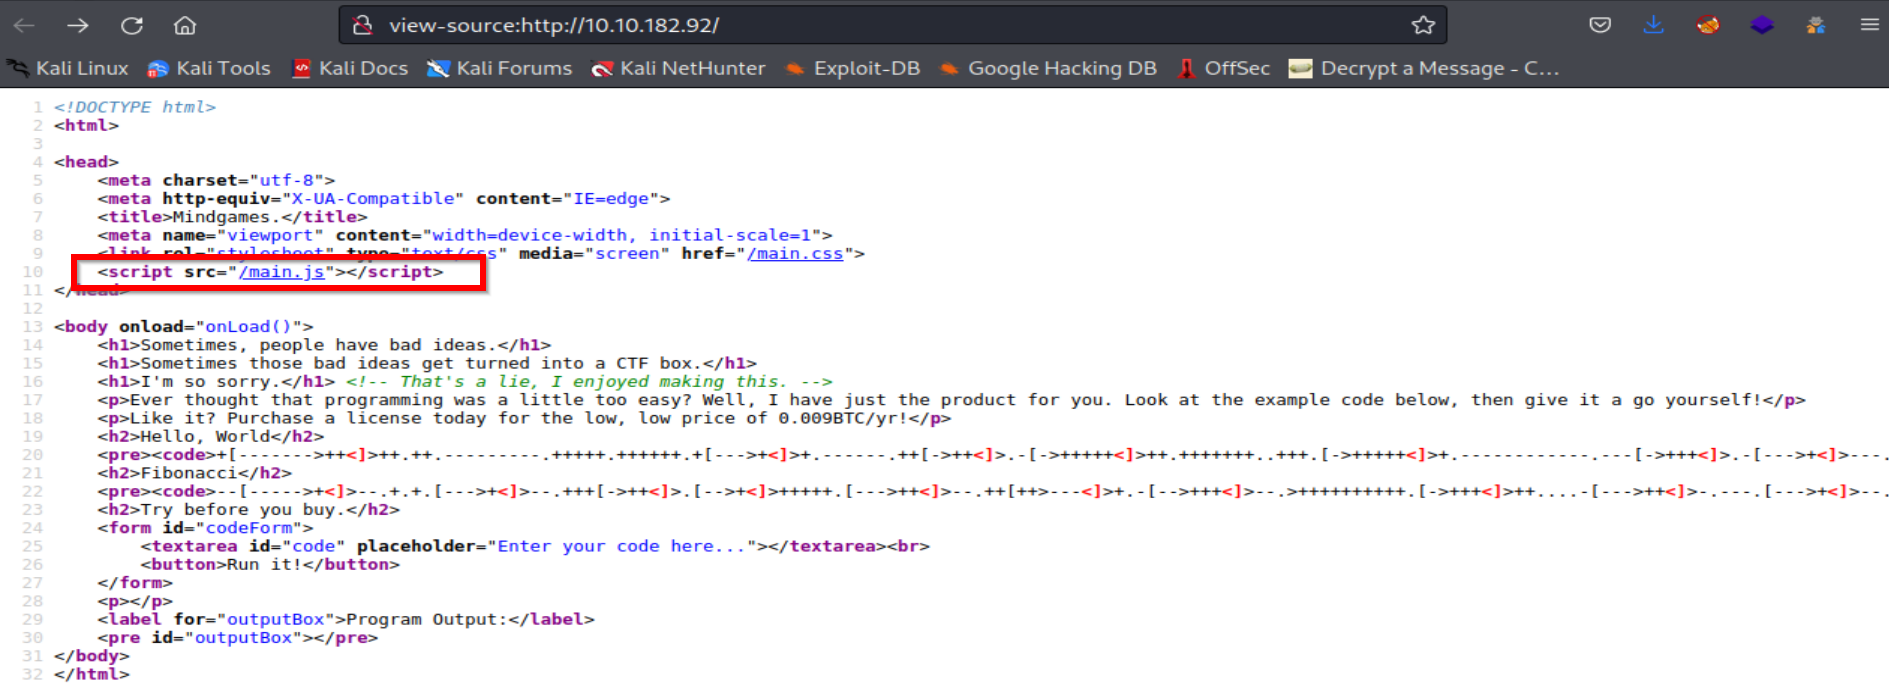 view-source:http://10.10.182.92/
Kali Linux Kali Tools Kali Docs Kali Forums Kali NetHunter Exploit-DB Google Hacking DB OffSec Decrypt a Message - C...
1 <!DOCTYPE html>
2 <html>
3
4 <head>
5 <meta charset="utf-8">
6 <meta http-equiv="X-UA-Compatible" content="IE=edge">
7 <title>Mindgames.</title>
8 <meta name="viewport" content="width=device-width, initial-scale=1">
9 <link rel="stylesheet" type="text/css" media="screen" href="/main.css">
10 <script src="/main.js"></script>
11 </head>
12
13 <body onload="onLoad()">
14 <h1>Sometimes, people have bad ideas.</h1>
15 <h1>Sometimes those bad ideas get turned into a CTF box.</h1>
16 <h1>I'm so sorry.</h1> <!-- That's a lie, I enjoyed making this. -->
17 <p>Ever thought that programming was a little too easy? Well, I have just the product for you. Look at the example code below, then give it a go yourself!</p>
18 <p>Like it? Purchase a license today for the low, low price of 0.009BTC/yr!</p>
19 <h2>Hello, World</h2>
20 <pre><code>+[------->++<]>++.++.---------.+++++.++++++.+[--->+<]>+.------.++[->++<]>.-[->+++++<]>++.+++++++..+++.[->+++++<]>+.------------.---[->+++<]>.-[--->+<]>---.
21 <h2>Fibonacci</h2>
22 <pre><code>--[----->+<]>--.+.+.[--->+<]>--.+++[->++<]>.[-->+<]>+++++.[--->++<]>--.++[++>---<]>+.-[-->+++<]>--.>++++++++++.[->+++<]>++....-[--->++<]>-.---.[--->+<]>--.
23 <h2>Try before you buy.</h2>
24 <form id="codeForm">
25 <textarea id="code" placeholder="Enter your code here..."></textarea><br>
26 <button>Run it!</button>
27 </form>
28 <p></p>
29 <label for="outputBox">Program Output:</label>
30 <pre id="outputBox"></pre>
31 </body>
32 </html>